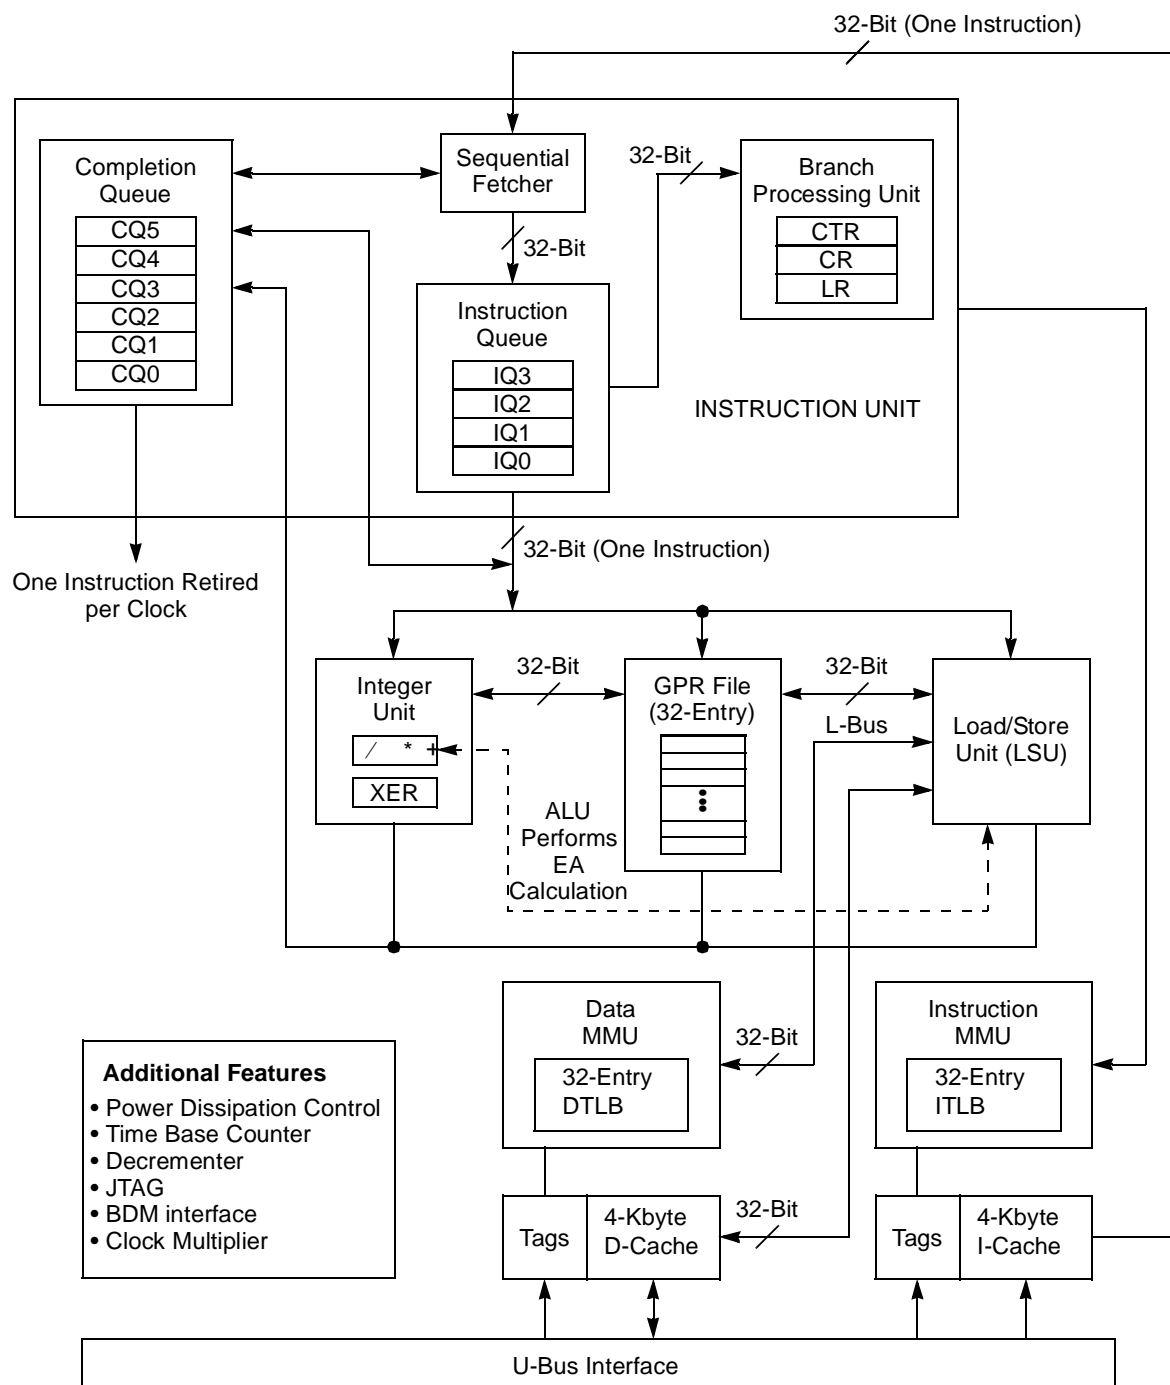 32-Bit (One Instruction)
Completion
Queue
CQ5
CQ4
CQ3
CQ2
CQ1
CQ0
Sequential
Fetcher
32-Bit
32-Bit
Branch
Processing Unit
CTR
CR
LR
Instruction
Queue
IQ3
IQ2
IQ1
IQ0
INSTRUCTION UNIT
32-Bit (One Instruction)
One Instruction Retired
per Clock
Integer
Unit
/ * +
XER
32-Bit
GPR File
(32-Entry)
32-Bit
L-Bus
Load/Store
Unit (LSU)
ALU
Performs
EA
Calculation
Data
MMU
32-Entry
DTLB
32-Bit
Instruction
MMU
32-Entry
ITLB
Additional Features
• Power Dissipation Control
• Time Base Counter
• Decrementer
• JTAG
• BDM interface
• Clock Multiplier
Tags
4-Kbyte
D-Cache
32-Bit
Tags
4-Kbyte
I-Cache
U-Bus Interface